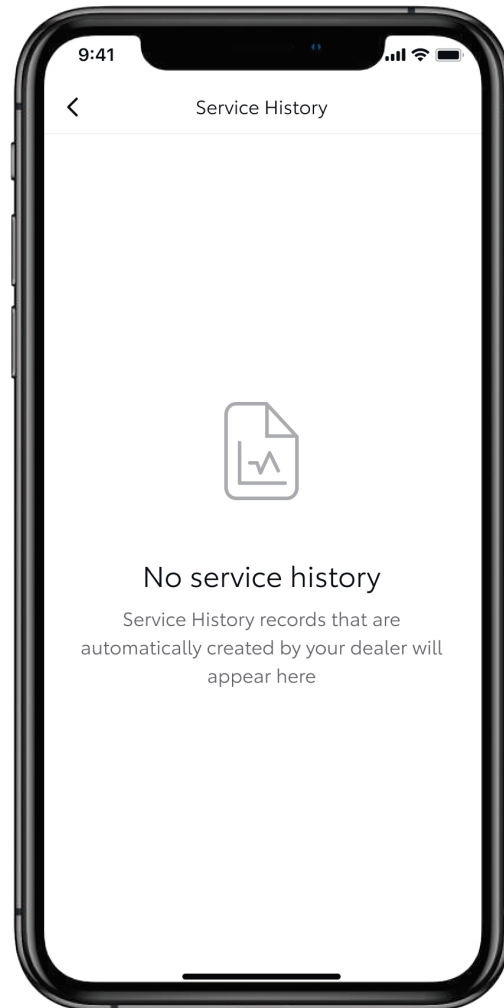 9:41
Service History
No service history
Service History records that are
automatically created by your dealer will
appear here